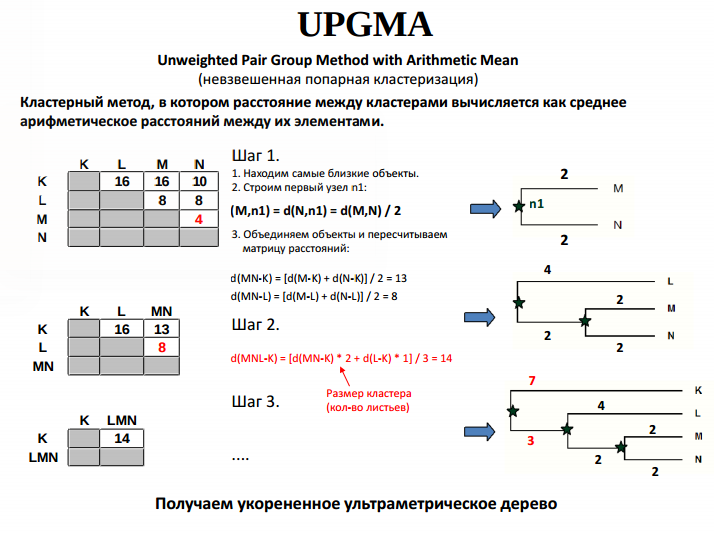 UPGMA
Unweighted Pair Group Method with Arithmetic Mean
(невзвешенная попарная кластеризация)
Кластерный метод, в котором расстояние между кластерами вычисляется как среднее
арифметическое расстояний между их элементами.
K L M N
K 16 16 10
L 8 8
M 4
N
Шаг 1.
1. Находим самые близкие объекты.
2. Строим первый узел n1:
(M,n1) = d(N,n1) = d(M,N) / 2
3. Объединяем объекты и пересчитываем
матрицу расстояний:
d(MN-K) = [d(M-K) + d(N-K)] / 2 = 13
d(MN-L) = [d(M-L) + d(N-L)] / 2 = 8
2
M
n1
N
2
K L MN
K 16 13
L 8
MN
Шаг 2.
d(MNL-K) = [d(MN-K) * 2 + d(L-K) * 1] / 3 = 14
Размер кластера
(кол-во листьев)
4
L
2
M
2
N
2
K LMN
K 14
LMN
Шаг 3.
....
7
K
4
L
3
2
M
2
N
2
Получаем укорененное ультраметрическое дерево